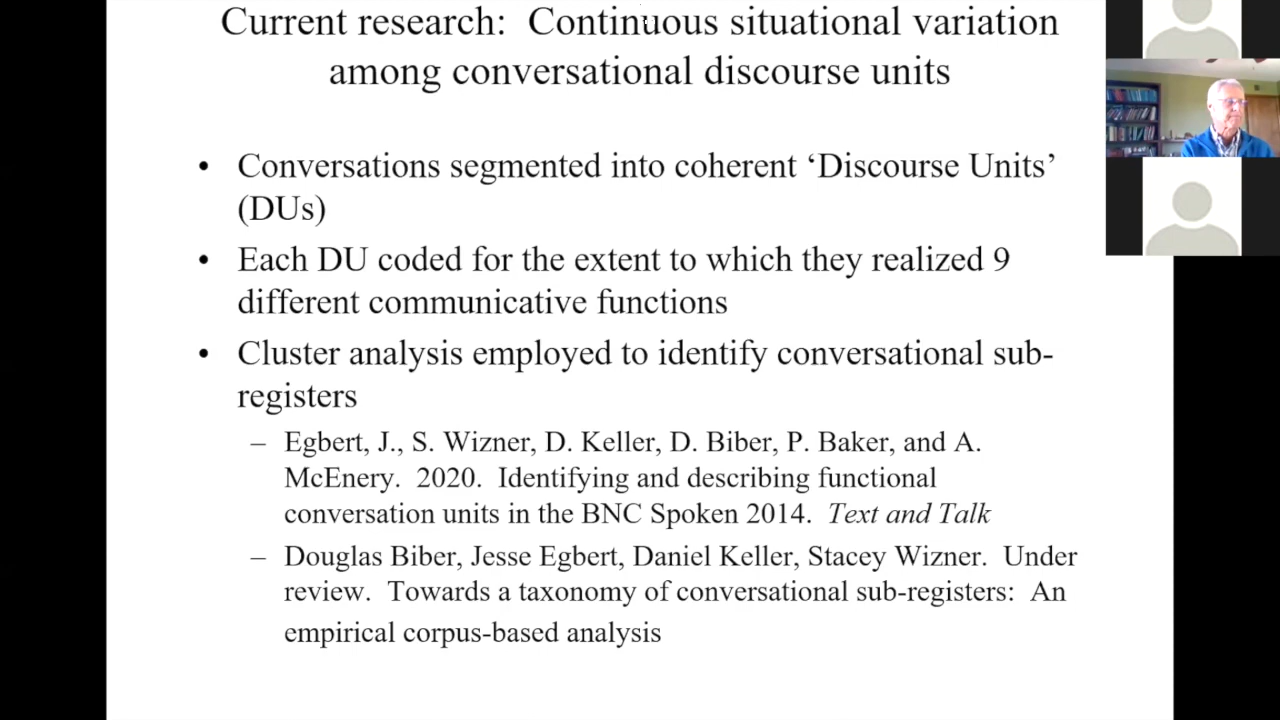 Current research:  Continuous situational variation
among conversational discourse units
• Conversations segmented into coherent ‘Discourse Units’
(DUs)
• Each DU coded for the extent to which they realized 9
different communicative functions
• Cluster analysis employed to identify conversational sub-
registers
– Egbert, J., S. Wizner, D. Keller, D. Biber, P. Baker, and A.
McEnery.  2020.  Identifying and describing functional
conversation units in the BNC Spoken 2014.  Text and Talk
– Douglas Biber, Jesse Egbert, Daniel Keller, Stacey Wizner.  Under
review.  Towards a taxonomy of conversational sub-registers:  An
empirical corpus-based analysis